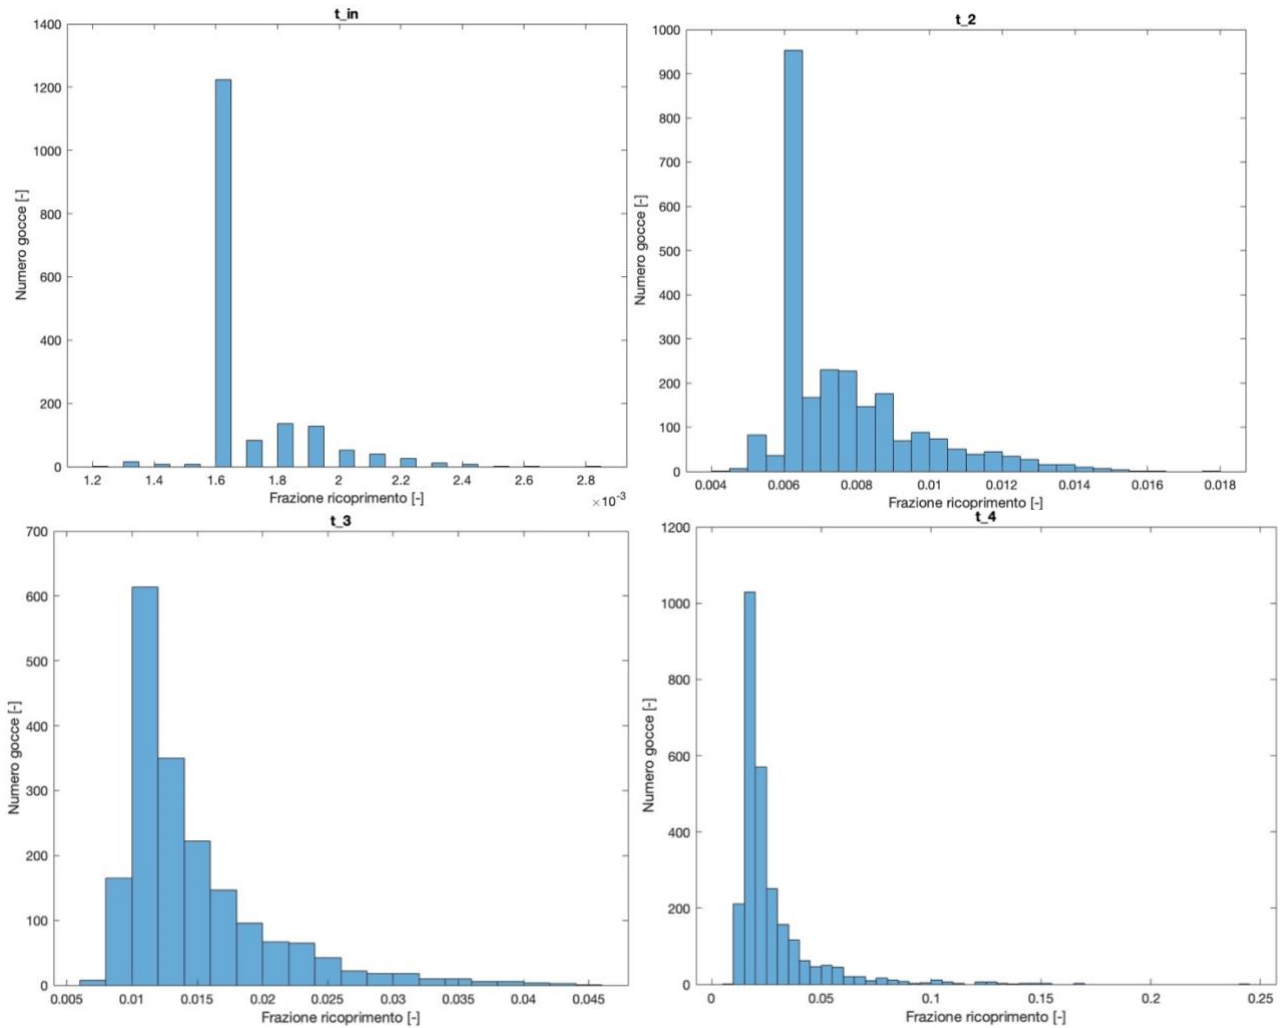 t_in
1400
1200
1000
800
600
400
200
0
Numero gocce [-]
1.2 1.4 1.6 1.8 2 2.2 2.4 2.6 2.8
Frazione ricoprimento [-]
×10⁻³
t_2
1000
900
800
700
600
500
400
300
200
100
0
Numero gocce [-]
0.004 0.006 0.008 0.01 0.012 0.014 0.016 0.018
Frazione ricoprimento [-]
t_3
700
600
500
400
300
200
100
0
Numero gocce [-]
0.005 0.01 0.015 0.02 0.025 0.03 0.035 0.04 0.045
Frazione ricoprimento [-]
t_4
1200
1000
800
600
400
200
0
Numero gocce [-]
0 0.05 0.1 0.15 0.2 0.25
Frazione ricoprimento [-]